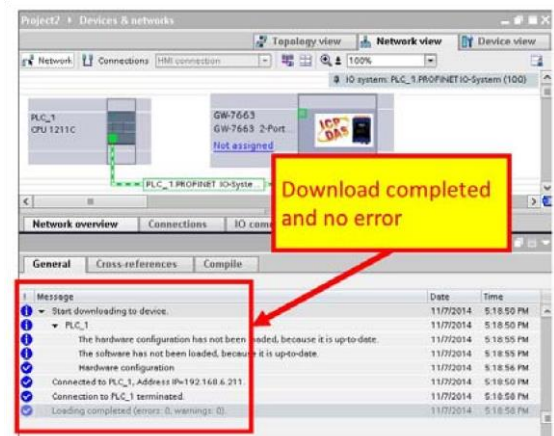 Project2 ▸ Devices & networks
Topology view Network view Device view
Network Connections HMI connection 100%
IO system: PLC_1.PROFINET IO-System (100)
PLC_1
CPU 1211C
GW-7663
GW-7663 2-Port...
Not assigned
ICP
DAS
PLC_1.PROFINET IO-Syste...
Download completed
and no error
Network overview Connections IO com
General Cross-references Compile
! Message Date Time
Start downloading to device. 11/7/2014 5:18:50 PM
PLC_1 11/7/2014 5:18:50 PM
The hardware configuration has not been loaded, because it is up-to-date. 11/7/2014 5:18:55 PM
The software has not been loaded, because it is up-to-date. 11/7/2014 5:18:55 PM
Hardware configuration 11/7/2014 5:18:56 PM
Connected to PLC_1, Address IP=192.168.6.211. 11/7/2014 5:18:50 PM
Connection to PLC_1 terminated. 11/7/2014 5:18:58 PM
Loading completed (errors: 0, warnings: 0). 11/7/2014 5:18:58 PM